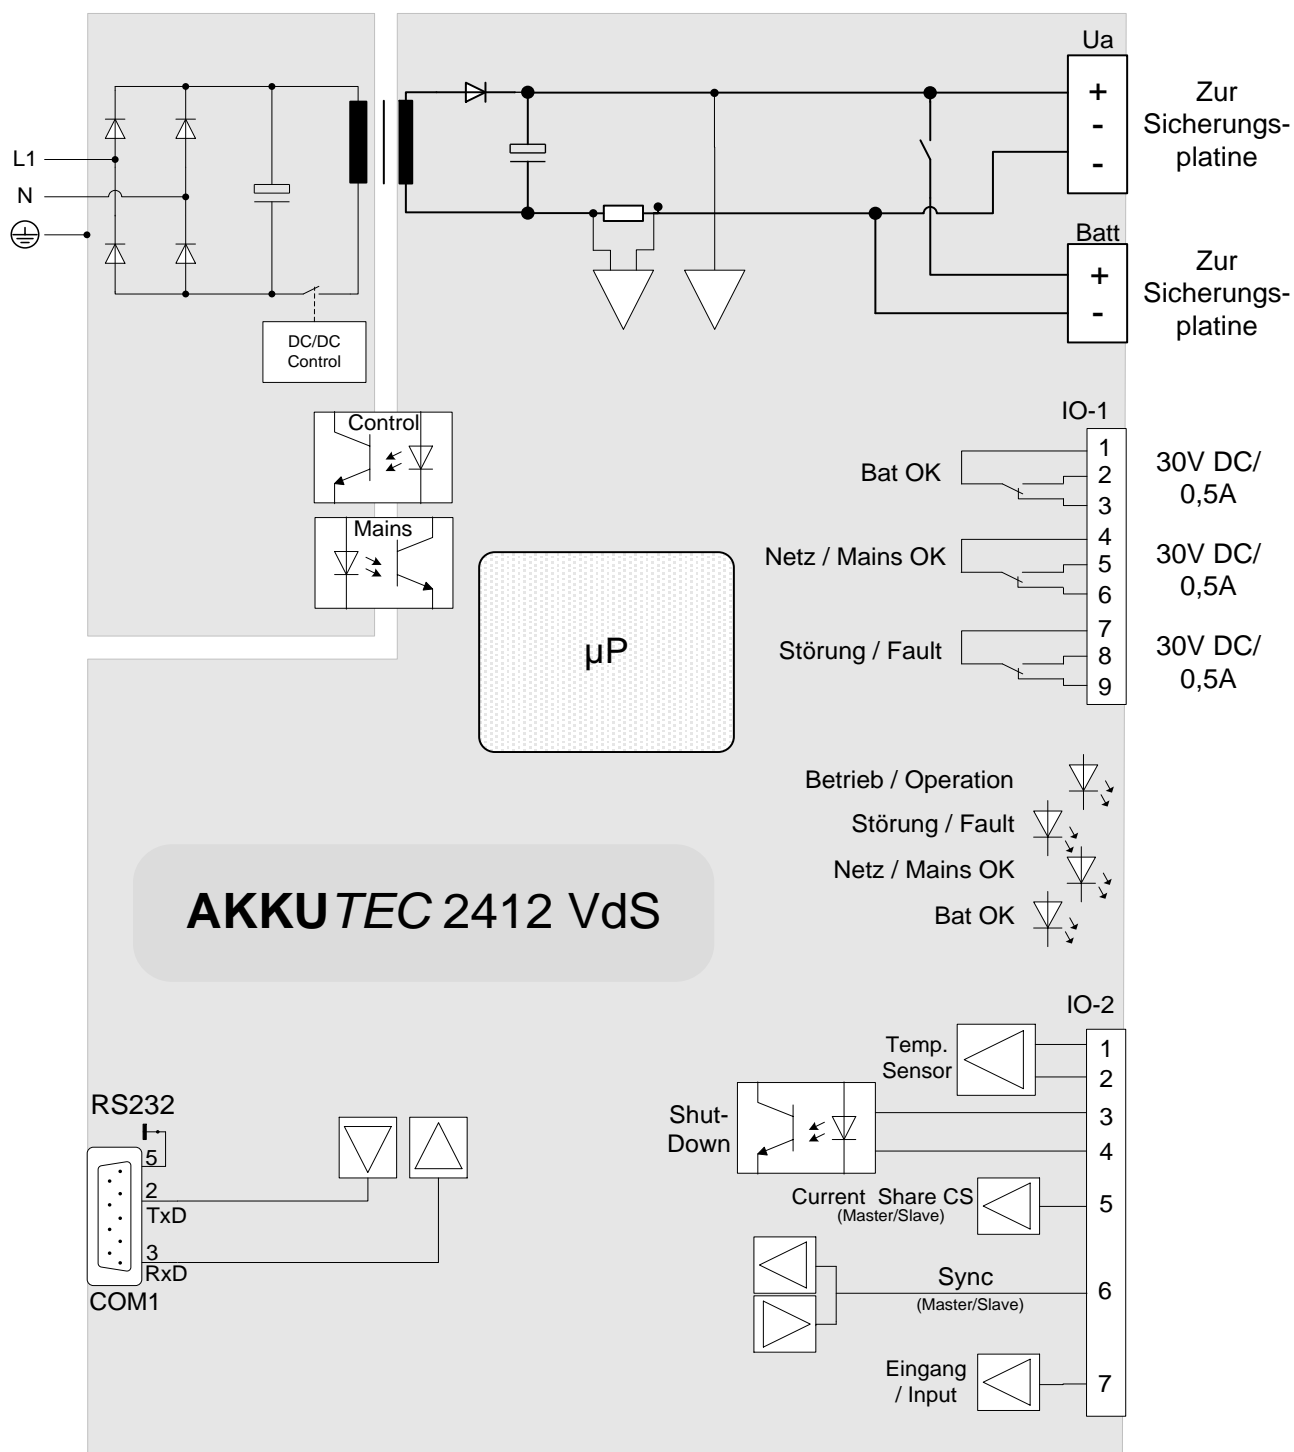 Ua
+
-
-
Zur
Sicherungs-
platine
L1
N
Batt
+
-
Zur
Sicherungs-
platine
DC/DC
Control
Control
Mains
IO-1
Bat OK
1
2
3
30V DC/
0,5A
Netz / Mains OK
4
5
6
30V DC/
0,5A
Störung / Fault
7
8
9
30V DC/
0,5A
µP
Betrieb / Operation
Störung / Fault
Netz / Mains OK
Bat OK
AKKUTEC 2412 VdS
IO-2
Temp.
Sensor
1
2
Shut-
Down
3
4
Current Share CS
(Master/Slave)
5
Sync
(Master/Slave)
6
Eingang
/ Input
7
RS232
5
2
TxD
3
RxD
COM1